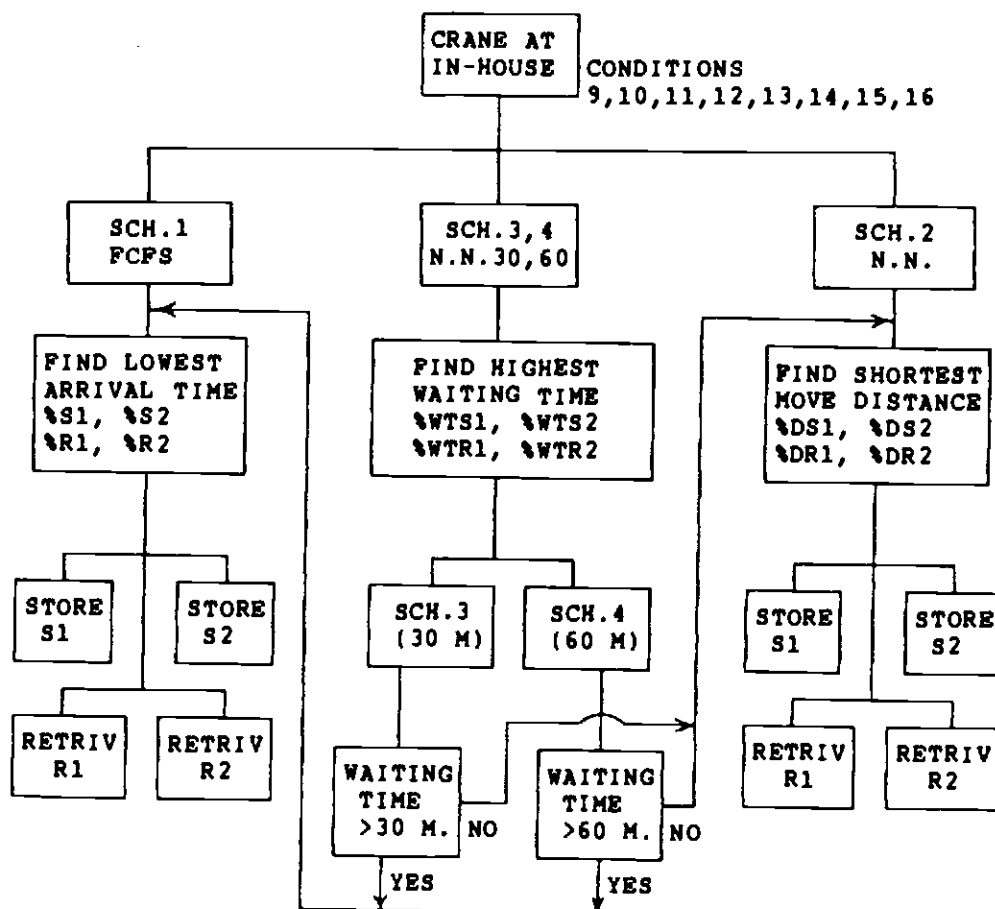 CRANE AT
IN-HOUSE
CONDITIONS
9,10,11,12,13,14,15,16
SCH.1
FCFS
SCH.3,4
N.N.30,60
SCH.2
N.N.
FIND LOWEST
ARRIVAL TIME
%S1, %S2
%R1, %R2
FIND HIGHEST
WAITING TIME
%WTS1, %WTS2
%WTR1, %WTR2
FIND SHORTEST
MOVE DISTANCE
%DS1, %DS2
%DR1, %DR2
STORE
S1
STORE
S2
SCH.3
(30 M)
SCH.4
(60 M)
STORE
S1
STORE
S2
RETRIV
R1
RETRIV
R2
WAITING
TIME
>30 M.
NO
WAITING
TIME
>60 M.
NO
RETRIV
R1
RETRIV
R2
YES
YES